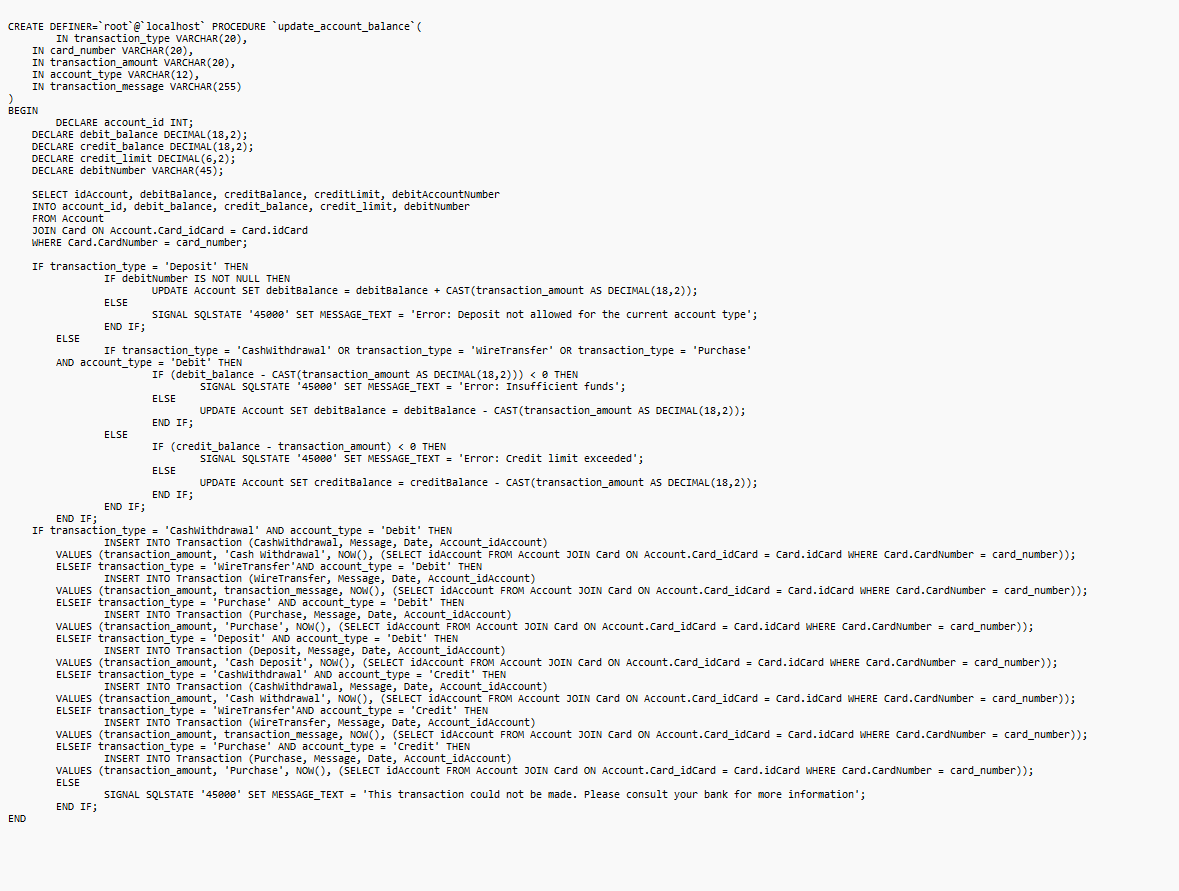 CREATE DEFINER=`root`@`localhost` PROCEDURE `update_account_balance`(
IN transaction_type VARCHAR(20),
IN card_number VARCHAR(20),
IN transaction_amount VARCHAR(20),
IN account_type VARCHAR(12),
IN transaction_message VARCHAR(255)
)
BEGIN
DECLARE account_id INT;
DECLARE debit_balance DECIMAL(18,2);
DECLARE credit_balance DECIMAL(18,2);
DECLARE credit_limit DECIMAL(6,2);
DECLARE debitNumber VARCHAR(45);
SELECT idAccount, debitBalance, creditBalance, creditLimit, debitAccountNumber
INTO account_id, debit_balance, credit_balance, credit_limit, debitNumber
FROM Account
JOIN Card ON Account.Card_idCard = Card.idCard
WHERE Card.CardNumber = card_number;
IF transaction_type = 'Deposit' THEN
IF debitNumber IS NOT NULL THEN
UPDATE Account SET debitBalance = debitBalance + CAST(transaction_amount AS DECIMAL(18,2));
ELSE
SIGNAL SQLSTATE '45000' SET MESSAGE_TEXT = 'Error: Deposit not allowed for the current account type';
END IF;
ELSE
IF transaction_type = 'CashWithdrawal' OR transaction_type = 'WireTransfer' OR transaction_type = 'Purchase'
AND account_type = 'Debit' THEN
IF (debit_balance - CAST(transaction_amount AS DECIMAL(18,2))) < 0 THEN
SIGNAL SQLSTATE '45000' SET MESSAGE_TEXT = 'Error: Insufficient funds';
ELSE
UPDATE Account SET debitBalance = debitBalance - CAST(transaction_amount AS DECIMAL(18,2));
END IF;
ELSE
IF (credit_balance - transaction_amount) < 0 THEN
SIGNAL SQLSTATE '45000' SET MESSAGE_TEXT = 'Error: Credit limit exceeded';
ELSE
UPDATE Account SET creditBalance = creditBalance - CAST(transaction_amount AS DECIMAL(18,2));
END IF;
END IF;
END IF;
IF transaction_type = 'CashWithdrawal' AND account_type = 'Debit' THEN
INSERT INTO Transaction (CashWithdrawal, Message, Date, Account_idAccount)
VALUES (transaction_amount, 'Cash Withdrawal', NOW(), (SELECT idAccount FROM Account JOIN Card ON Account.Card_idCard = Card.idCard WHERE Card.CardNumber = card_number));
ELSEIF transaction_type = 'WireTransfer'AND account_type = 'Debit' THEN
INSERT INTO Transaction (WireTransfer, Message, Date, Account_idAccount)
VALUES (transaction_amount, transaction_message, NOW(), (SELECT idAccount FROM Account JOIN Card ON Account.Card_idCard = Card.idCard WHERE Card.CardNumber = card_number));
ELSEIF transaction_type = 'Purchase' AND account_type = 'Debit' THEN
INSERT INTO Transaction (Purchase, Message, Date, Account_idAccount)
VALUES (transaction_amount, 'Purchase', NOW(), (SELECT idAccount FROM Account JOIN Card ON Account.Card_idCard = Card.idCard WHERE Card.CardNumber = card_number));
ELSEIF transaction_type = 'Deposit' AND account_type = 'Debit' THEN
INSERT INTO Transaction (Deposit, Message, Date, Account_idAccount)
VALUES (transaction_amount, 'Cash Deposit', NOW(), (SELECT idAccount FROM Account JOIN Card ON Account.Card_idCard = Card.idCard WHERE Card.CardNumber = card_number));
ELSEIF transaction_type = 'CashWithdrawal' AND account_type = 'Credit' THEN
INSERT INTO Transaction (CashWithdrawal, Message, Date, Account_idAccount)
VALUES (transaction_amount, 'Cash Withdrawal', NOW(), (SELECT idAccount FROM Account JOIN Card ON Account.Card_idCard = Card.idCard WHERE Card.CardNumber = card_number));
ELSEIF transaction_type = 'WireTransfer'AND account_type = 'Credit' THEN
INSERT INTO Transaction (WireTransfer, Message, Date, Account_idAccount)
VALUES (transaction_amount, transaction_message, NOW(), (SELECT idAccount FROM Account JOIN Card ON Account.Card_idCard = Card.idCard WHERE Card.CardNumber = card_number));
ELSEIF transaction_type = 'Purchase' AND account_type = 'Credit' THEN
INSERT INTO Transaction (Purchase, Message, Date, Account_idAccount)
VALUES (transaction_amount, 'Purchase', NOW(), (SELECT idAccount FROM Account JOIN Card ON Account.Card_idCard = Card.idCard WHERE Card.CardNumber = card_number));
ELSE
SIGNAL SQLSTATE '45000' SET MESSAGE_TEXT = 'This transaction could not be made. Please consult your bank for more information';
END IF;
END